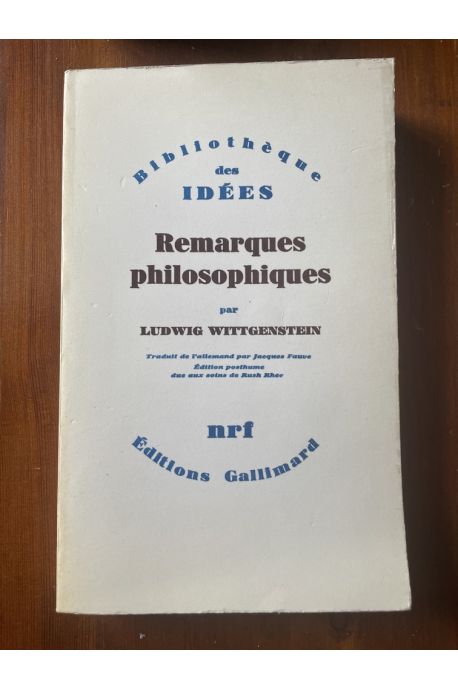 Bibliothèque
des
IDÉES
Remarques
philosophiques
par
LUDWIG WITTGENSTEIN
Traduit de l'allemand par Jacques Fauve
Édition posthume
due aux soins de Rush Rhee
nrf
Éditions Gallimard